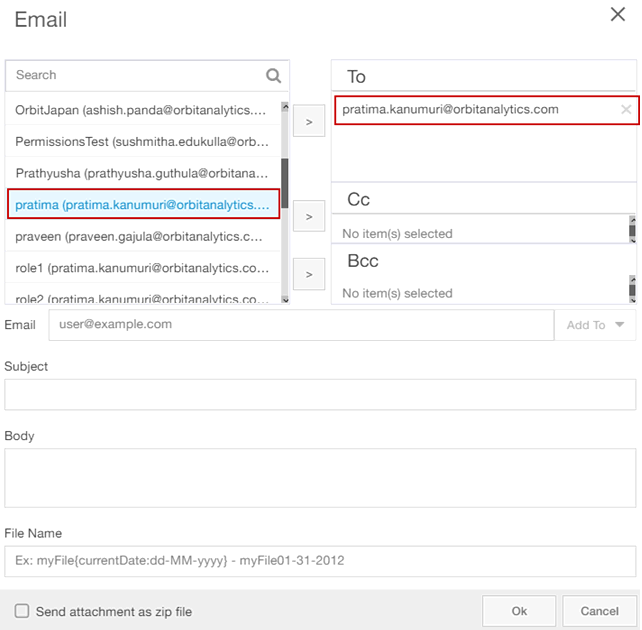 Email
Search
OrbitJapan (ashish.panda@orbitanalytics....
PermissionsTest (sushmitha.edukulla@orb...
Prathyusha (prathyusha.guthula@orbitana...
pratima (pratima.kanumuri@orbitanalytics....
praveen (praveen.gajula@orbitanalytics.c...
role1 (pratima.kanumuri@orbitanalytics.co...
role2 (pratima.kanumuri@orbitanalytics.co...
>
>
>
To
pratima.kanumuri@orbitanalytics.com
Cc
No item(s) selected
Bcc
No item(s) selected
Email
user@example.com
Add To
Subject
Body
File Name
Ex: myFile{currentDate:dd-MM-yyyy} - myFile01-31-2012
Send attachment as zip file
Ok
Cancel